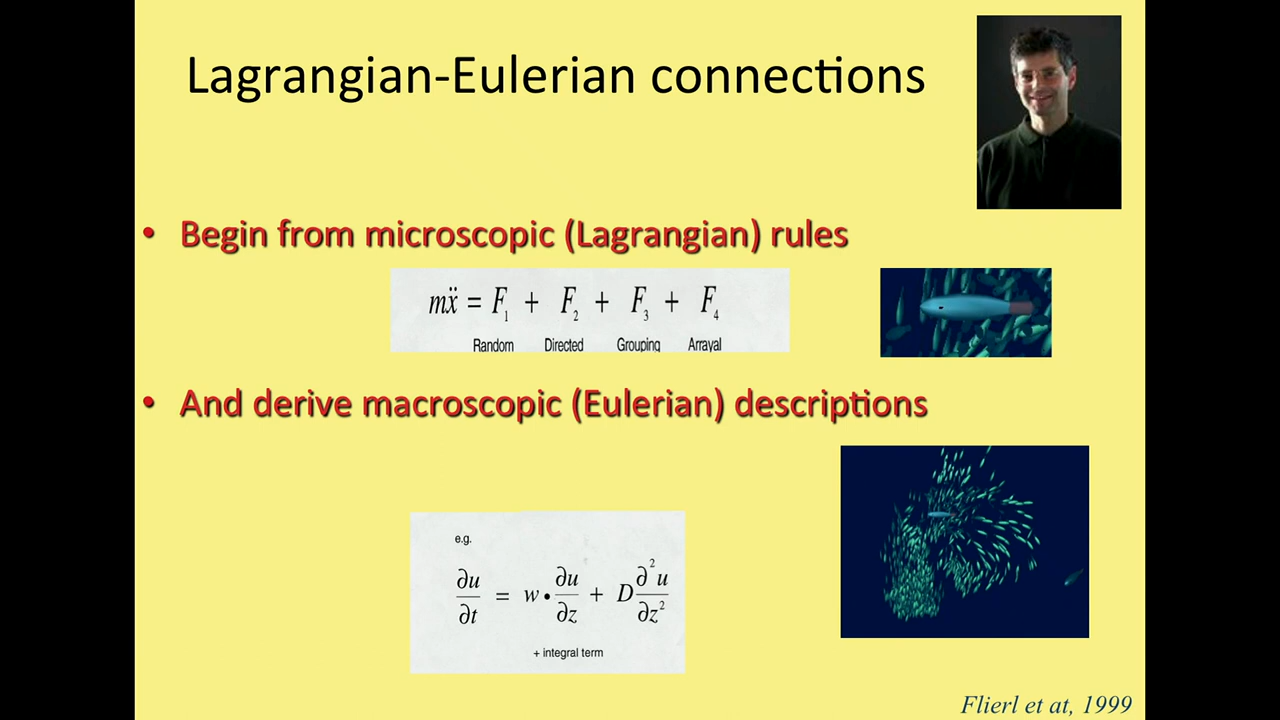 Lagrangian-Eulerian connections
• Begin from microscopic (Lagrangian) rules
mẍ = F₁ + F₂ + F₃ + F₄
Random Directed Grouping Arrayal
• And derive macroscopic (Eulerian) descriptions
e.g.
∂u/∂t = w•∂u/∂z + D∂²u/∂z²
+ integral term
Flierl et at, 1999